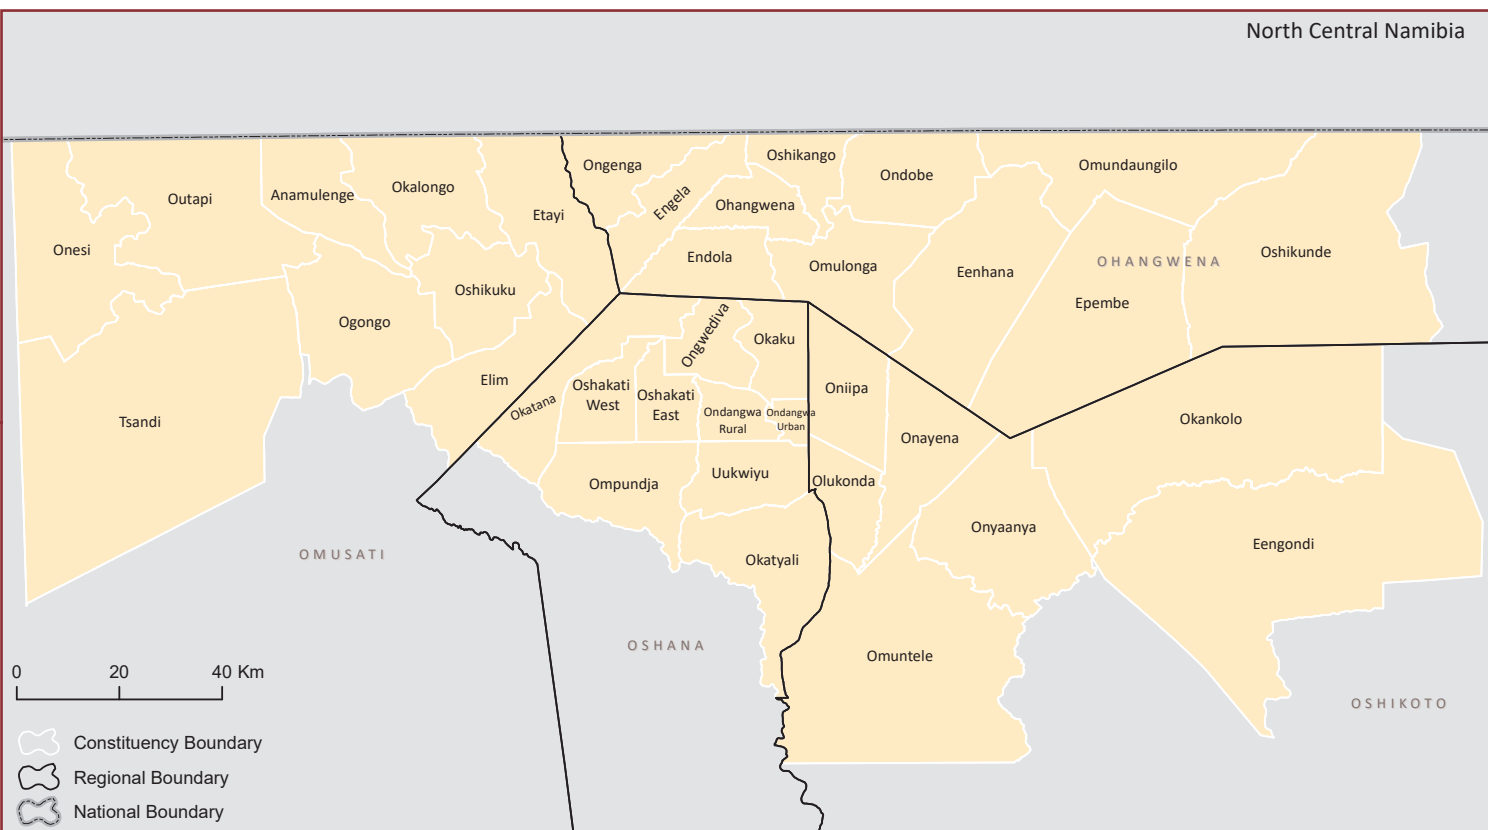 North Central Namibia
Oshikango
Ongenga
Omundaungilo
Ondobe
Okalongo
Anamulenge
Outapi
Engela
Ohangwena
Etayi
Onesi
Oshikunde
Endola
OHANGWENA
Omulonga
Eenhana
Oshikuku
Epembe
Ogongo
Ongwediva
Okaku
Elim
Oshakati
West
Oniipa
Oshakati
East
Okatana
Ondangwa
Rural
Ondangwa
Urban
Okankolo
Tsandi
Onayena
Uukwiyu
Olukonda
Ompundja
Onyaanya
Eengondi
OMUSATI
Okatyali
OSHANA
Omuntele
OSHIKOTO
0 20 40 Km
Constituency Boundary
Regional Boundary
National Boundary